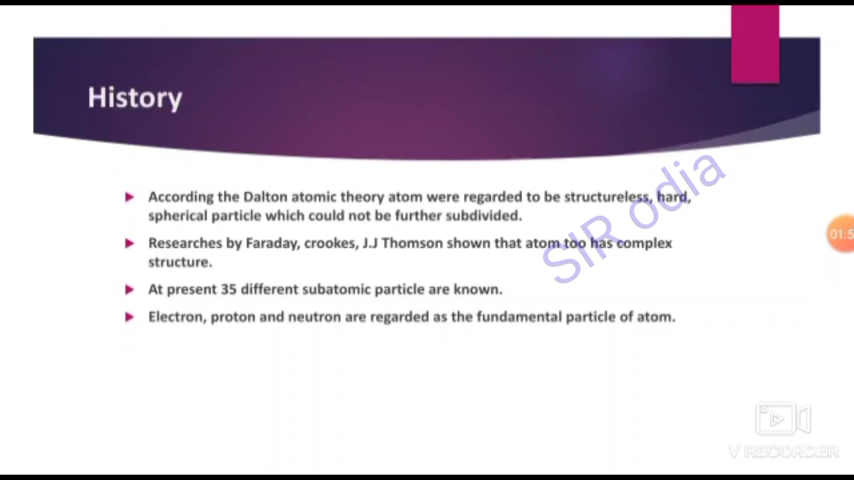 History
According the Dalton atomic theory atom were regarded to be structureless, hard,
spherical particle which could not be further subdivided.
Researches by Faraday, crookes, J.J Thomson shown that atom too has complex
structure.
At present 35 different subatomic particle are known.
Electron, proton and neutron are regarded as the fundamental particle of atom.
SIR odia
01:5
V RECORDER